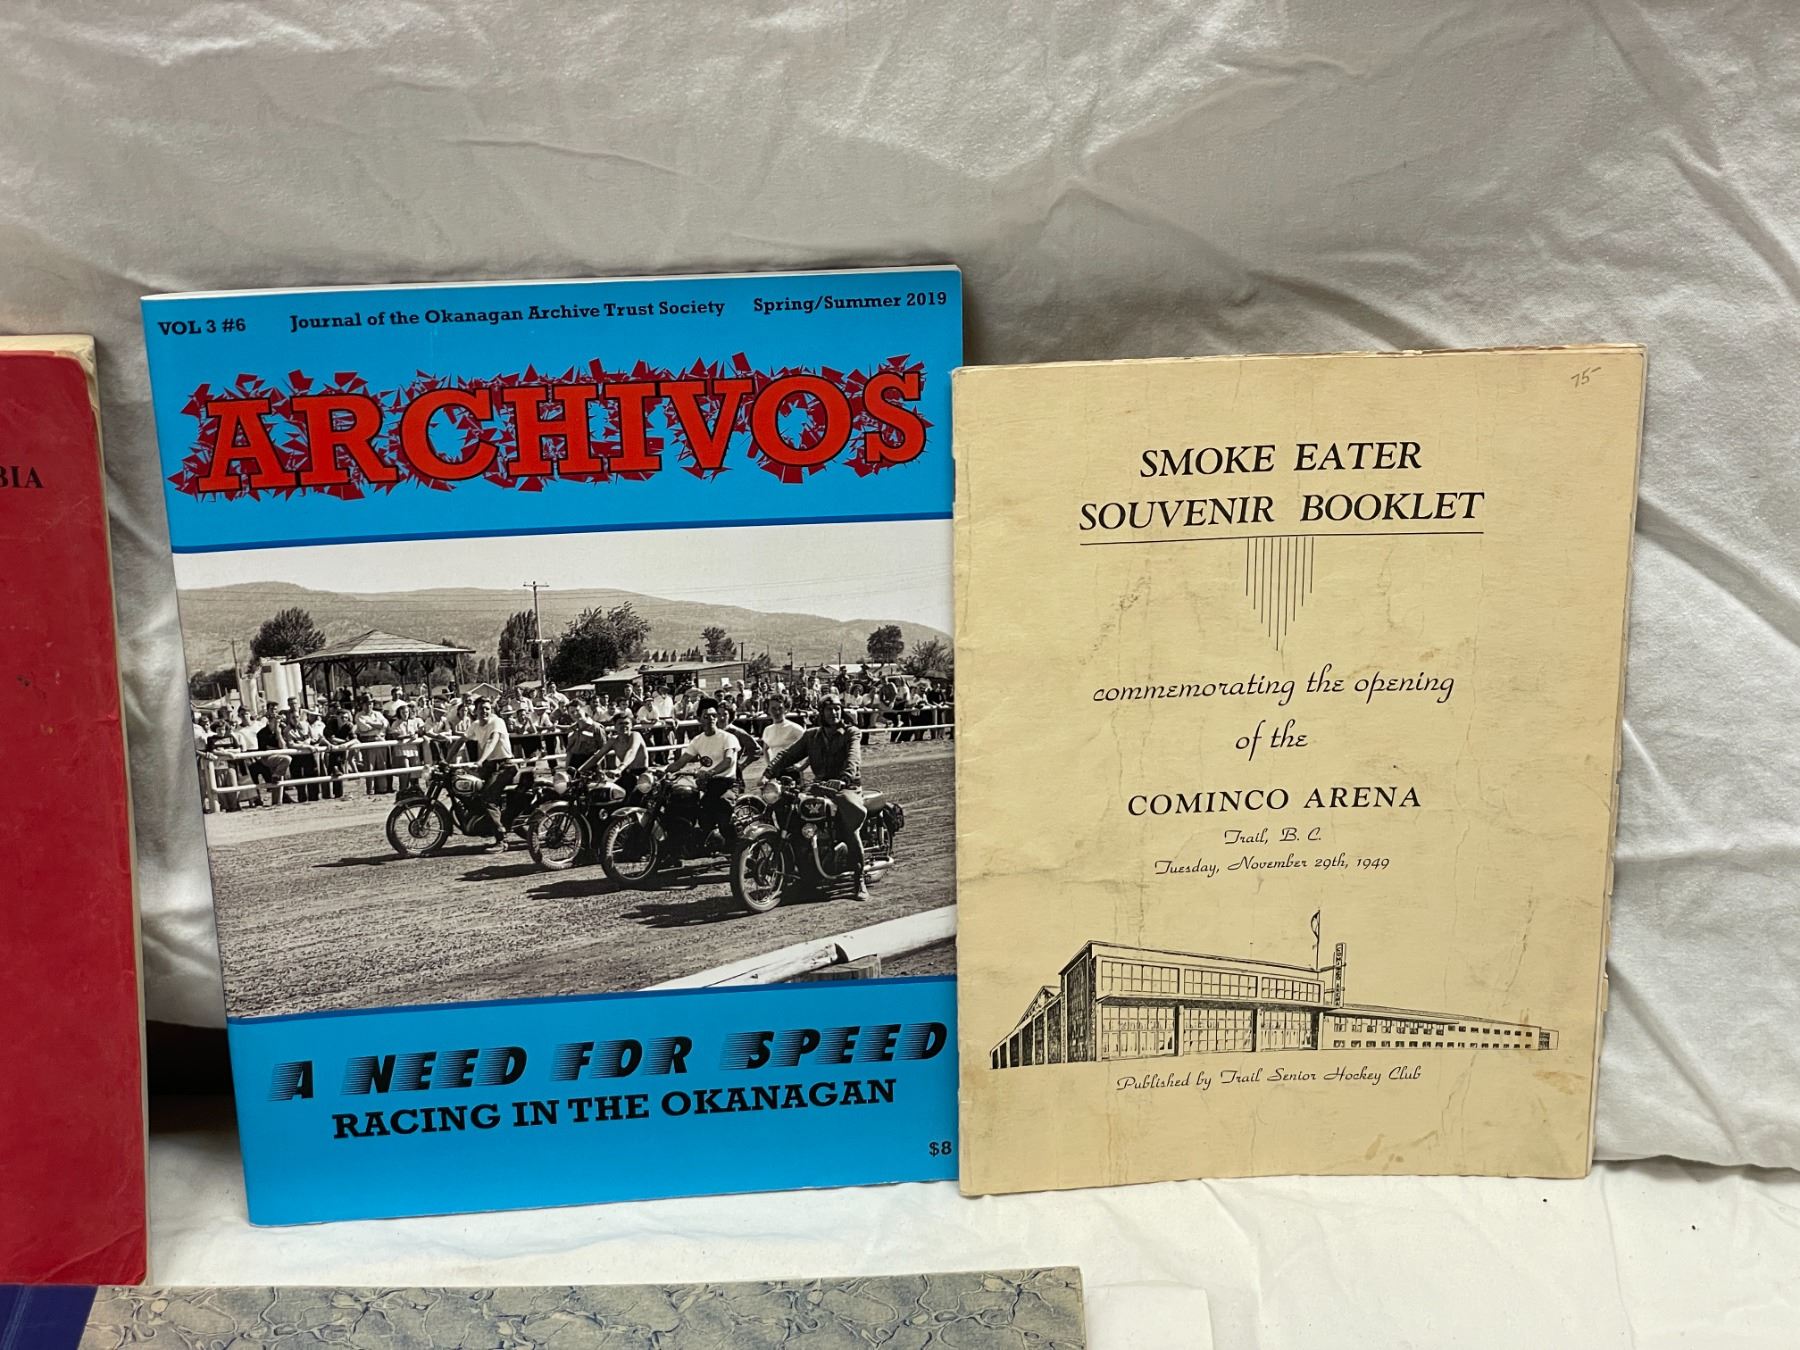 BIA
VOL 3 #6 Journal of the Okanagan Archive Trust Society Spring/Summer 2019
ARCHIVOS
A NEED FOR SPEED
RACING IN THE OKANAGAN
$8
75-
SMOKE EATER
SOUVENIR BOOKLET
commemorating the opening
of the
COMINCO ARENA
Trail, B. C.
Tuesday, November 29th, 1949
Published by Trail Senior Hockey Club